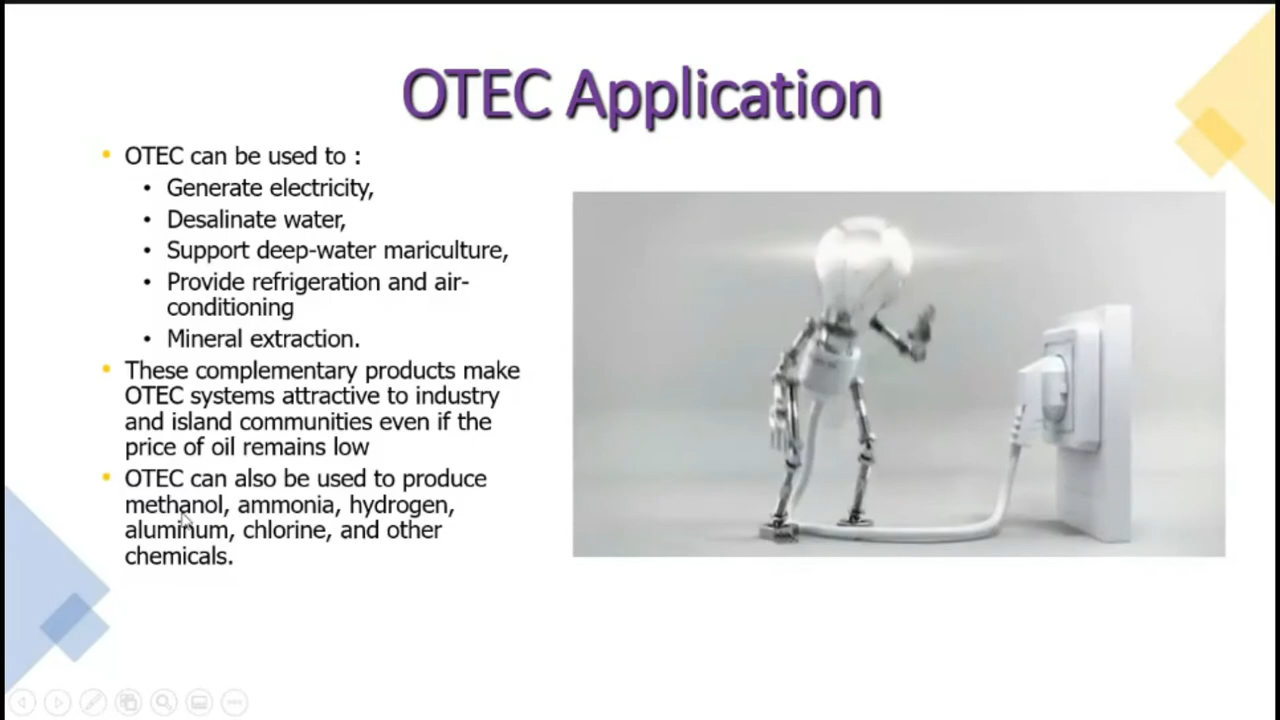 OTEC Application
OTEC can be used to :
Generate electricity,
Desalinate water,
Support deep-water mariculture,
Provide refrigeration and air-
conditioning
Mineral extraction.
These complementary products make
OTEC systems attractive to industry
and island communities even if the
price of oil remains low
OTEC can also be used to produce
methanol, ammonia, hydrogen,
aluminum, chlorine, and other
chemicals.